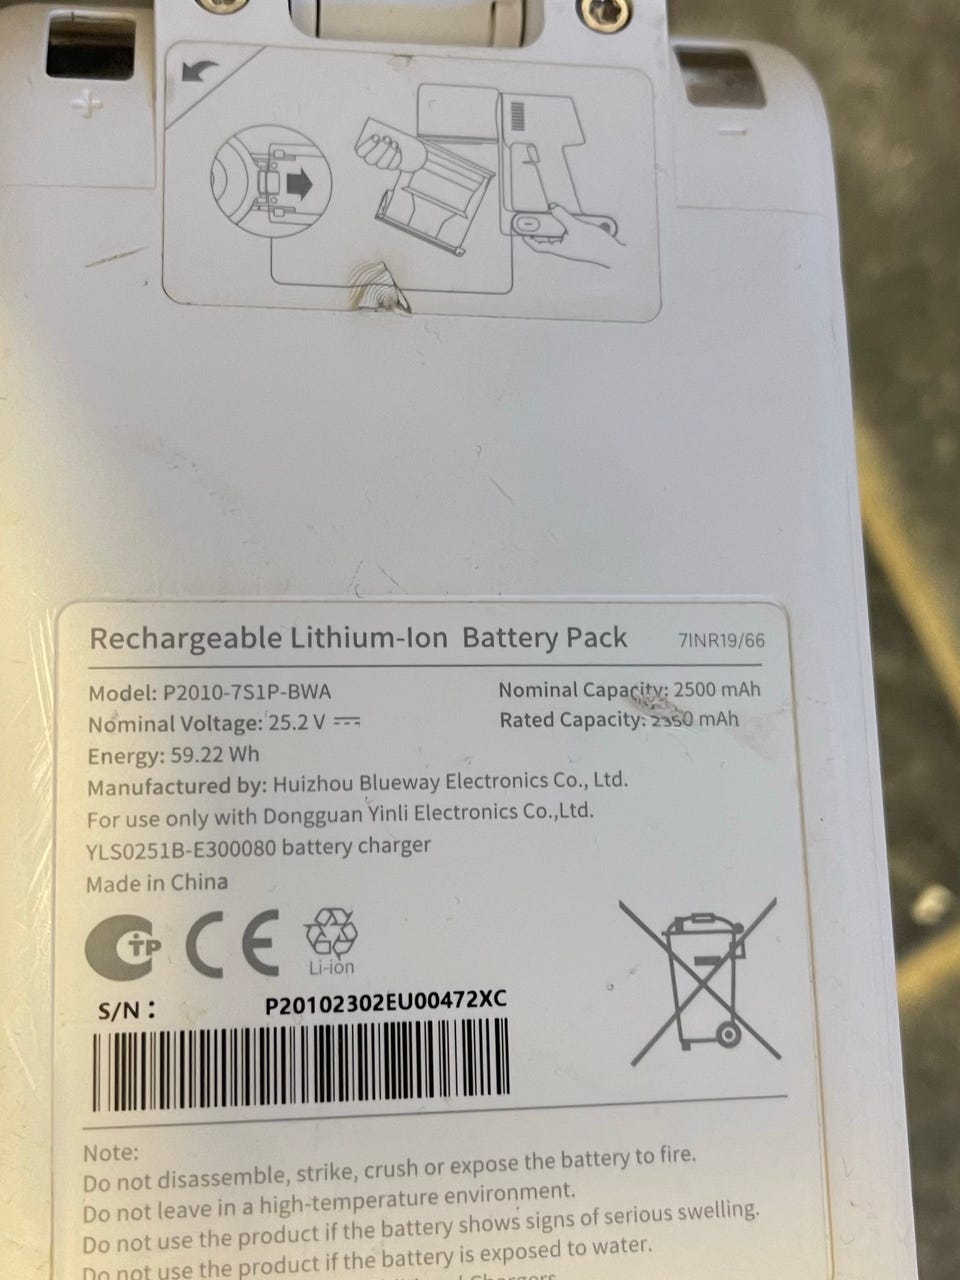 +
-
Rechargeable Lithium-Ion Battery Pack 7INR19/66
Model: P2010-7S1P-BWA Nominal Capacity: 2500 mAh
Nominal Voltage: 25.2 V Rated Capacity: 2350 mAh
Energy: 59.22 Wh
Manufactured by: Huizhou Blueway Electronics Co., Ltd.
For use only with Dongguan Yinli Electronics Co.,Ltd.
YLS0251B-E300080 battery charger
Made in China
TP CE
Li-ion
S/N: P20102302EU00472XC
Note:
Do not disassemble, strike, crush or expose the battery to fire.
Do not leave in a high-temperature environment.
Do not use the product if the battery shows signs of serious swelling.
Do not use the product if the battery is exposed to water.
Chargers